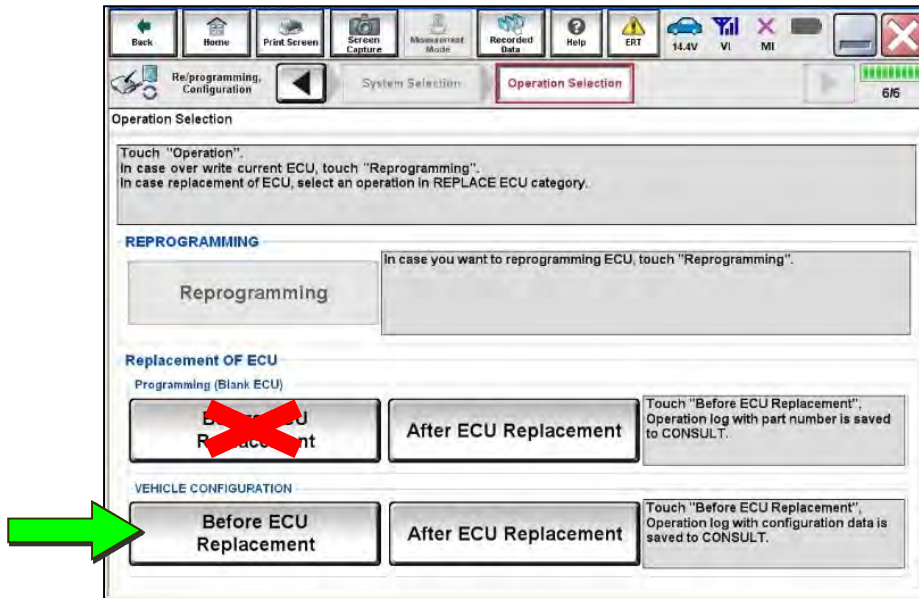 Back
Home
Print Screen
Screen Capture
Measurement Mode
Recorded Data
Help
ERT
14.4V
VI
MI
Re/programming, Configuration
System Selection
Operation Selection
6/6
Operation Selection
Touch "Operation".
In case over write current ECU, touch "Reprogramming".
In case replacement of ECU, select an operation in REPLACE ECU category.
REPROGRAMMING
Reprogramming
In case you want to reprogramming ECU, touch "Reprogramming".
Replacement OF ECU
Programming (Blank ECU)
After ECU Replacement
Touch "Before ECU Replacement",
Operation log with part number is saved
to CONSULT.
VEHICLE CONFIGURATION
Before ECU
Replacement
After ECU Replacement
Touch "Before ECU Replacement",
Operation log with configuration data is
saved to CONSULT.